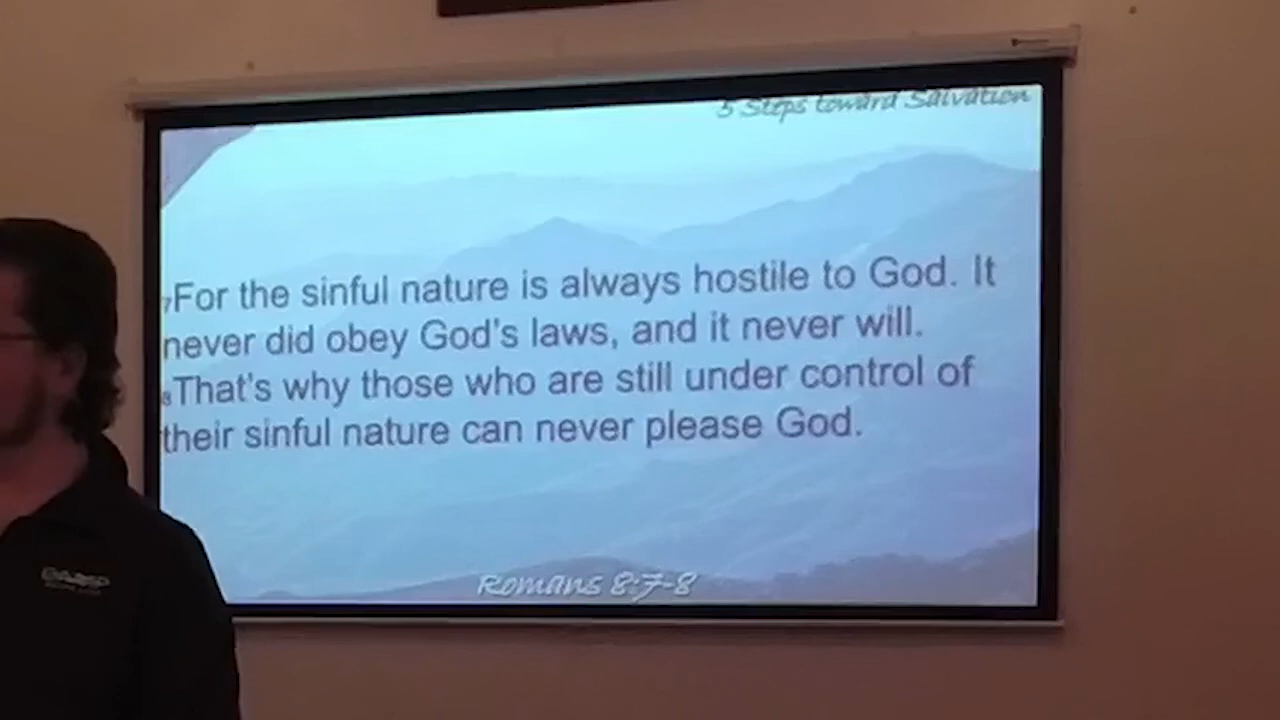 5 Steps toward Salvation
7For the sinful nature is always hostile to God. It
never did obey God's laws, and it never will.
8That's why those who are still under control of
their sinful nature can never please God.
Romans 8:7-8